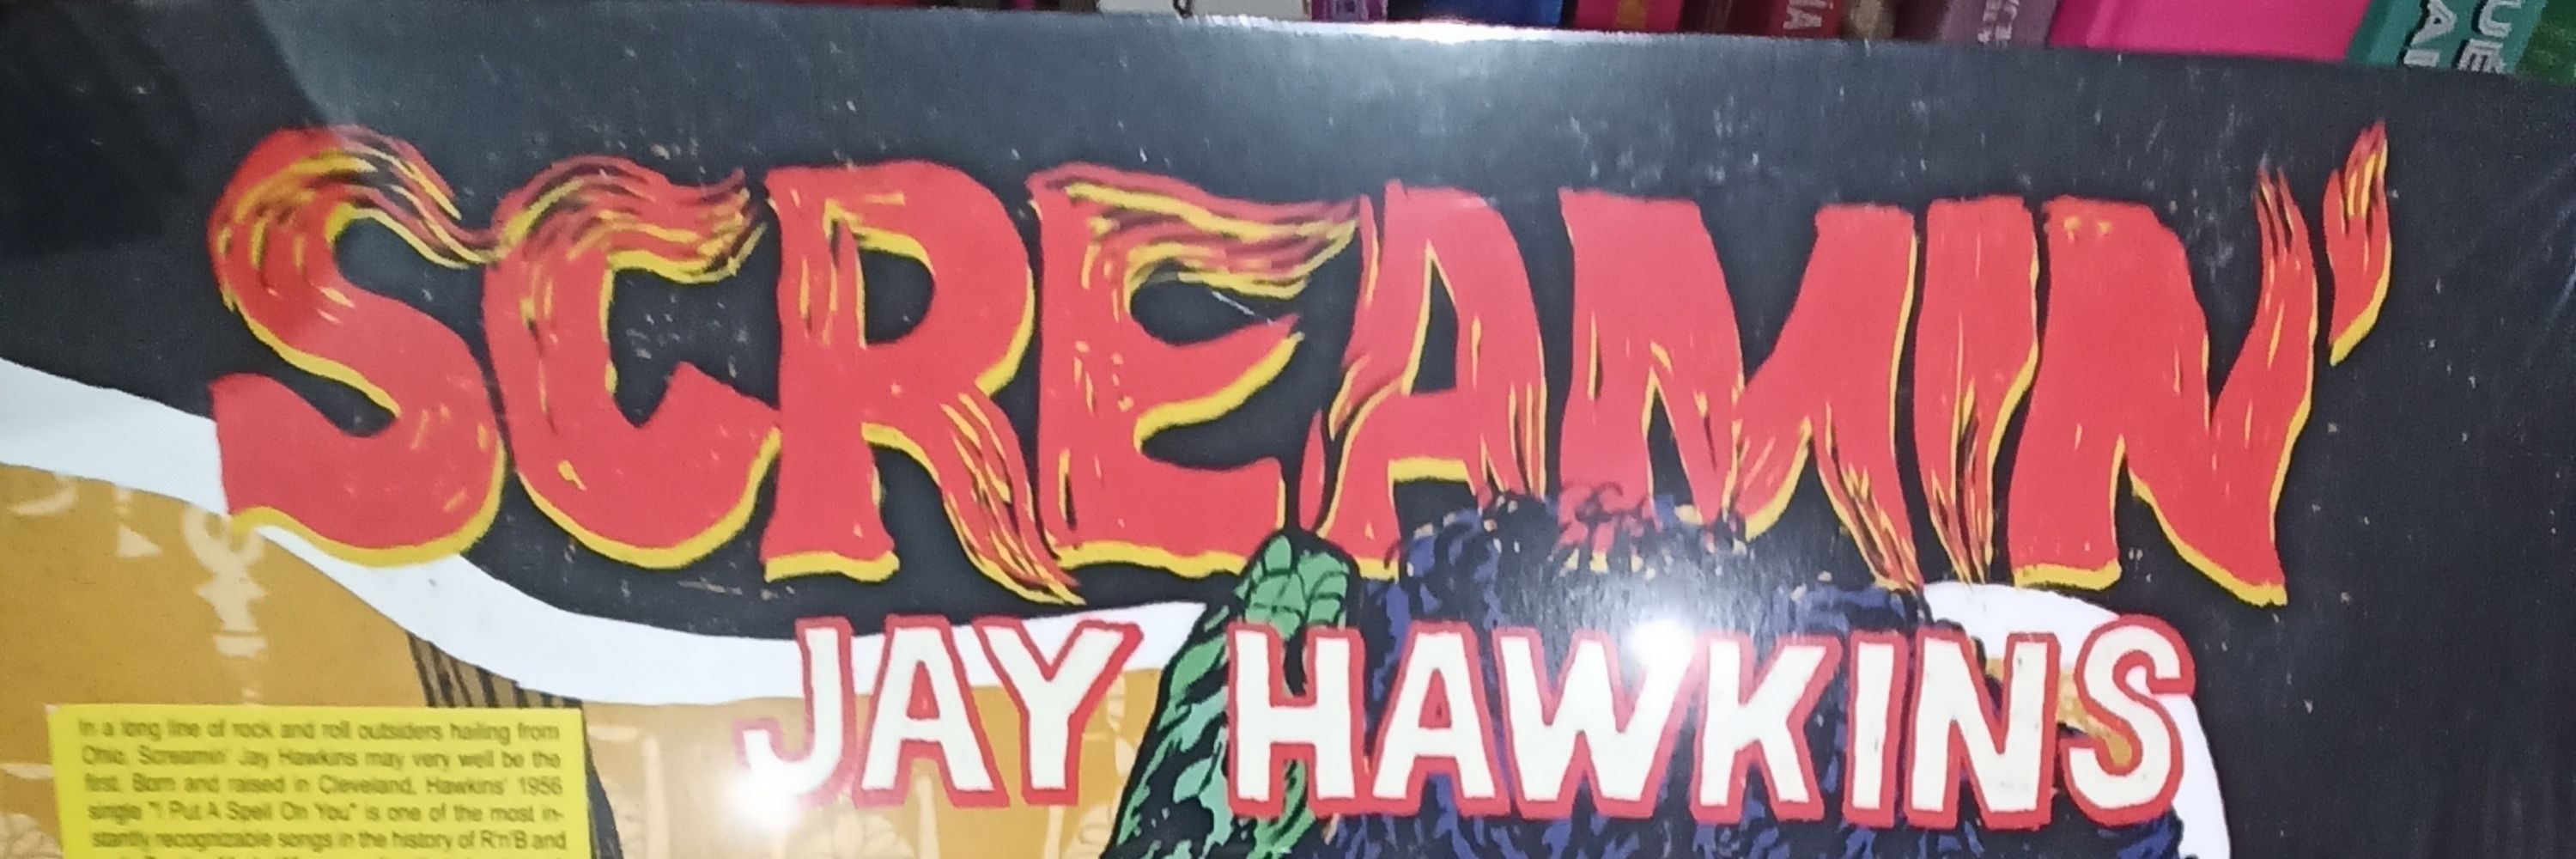 SCREAMIN'
JAY HAWKINS
In a long line of rock and roll outsiders hailing from
Ohio, Screamin' Jay Hawkins may very well be the
first. Born and raised in Cleveland, Hawkins' 1956
single "I Put A Spell On You" is one of the most in-
stantly recognizable songs in the history of R'n'B and